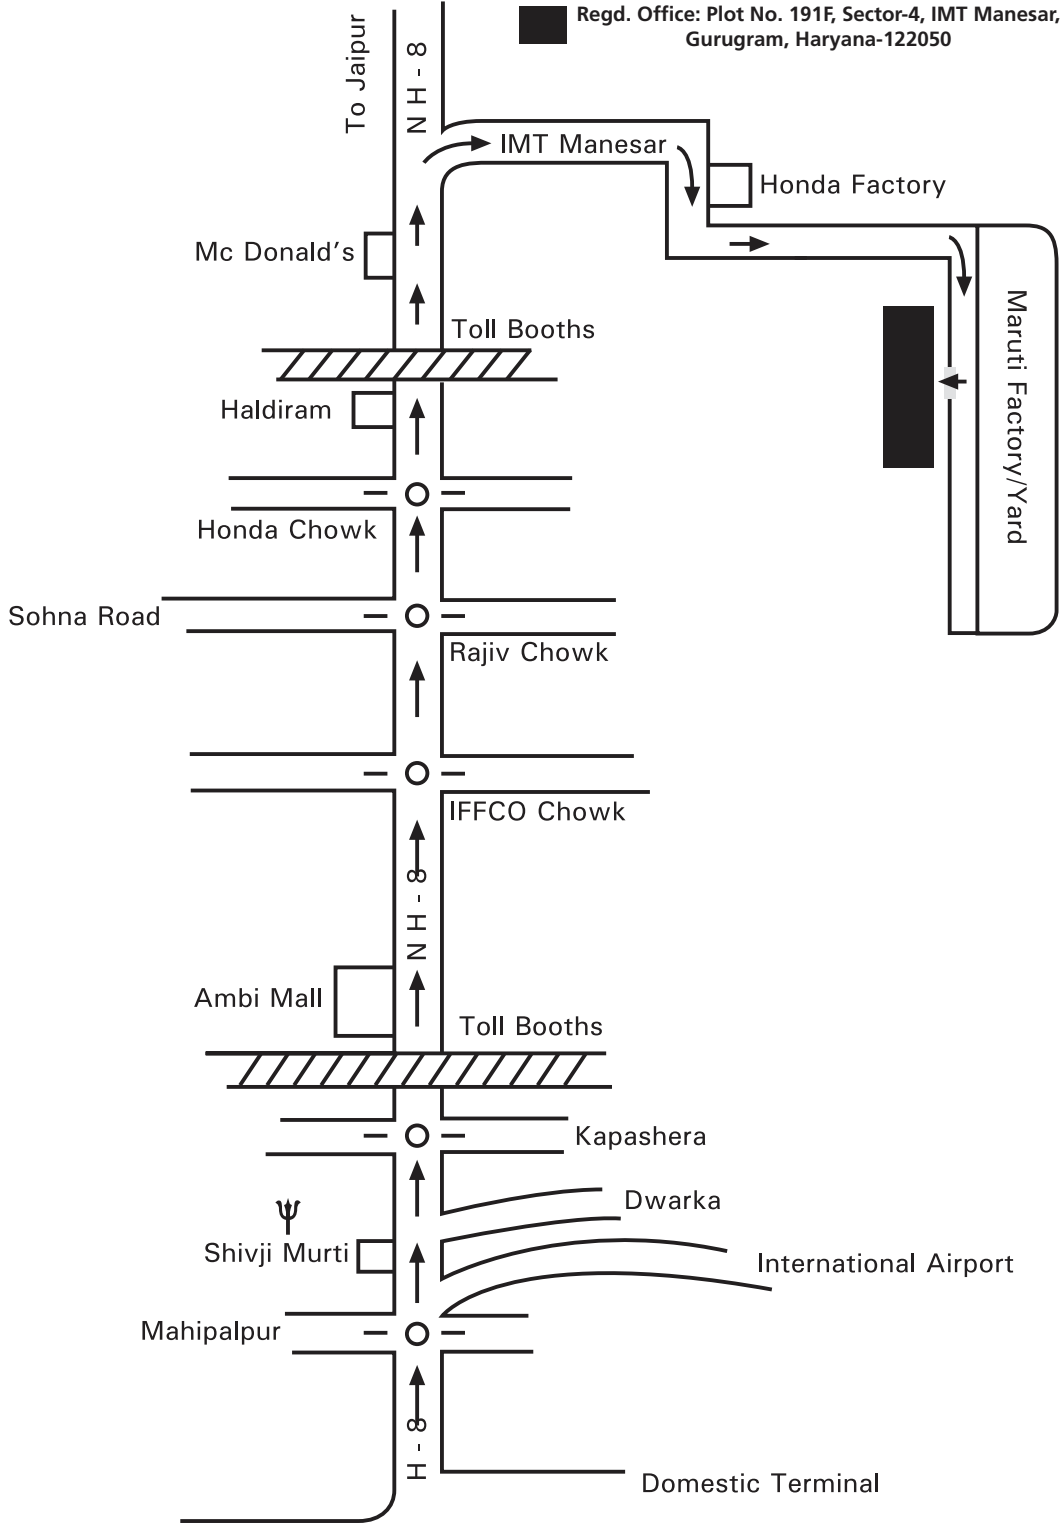 Regd. Office: Plot No. 191F, Sector-4, IMT Manesar,
Gurugram, Haryana-122050
To Jaipur
NH-8
IMT Manesar
Honda Factory
Mc Donald's
Maruti Factory/Yard
Toll Booths
Haldiram
Honda Chowk
Sohna Road
Rajiv Chowk
IFFCO Chowk
NH-8
Ambi Mall
Toll Booths
Kapashera
Dwarka
Shivji Murti
International Airport
Mahipalpur
H-8
Domestic Terminal